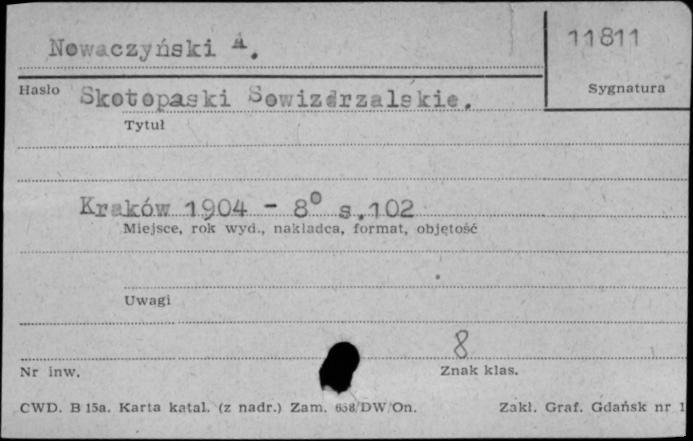 Nowaczyński A.
11811
Hasło
Sygnatura
Skotopaski Sowizdrzalskie.
Tytuł
Kraków 1904 - 8° s.102
Miejsce, rok wyd., nakładca, format, objętość
Uwagi
8
Nr inw.
Znak klas.
CWD. B 15a. Karta katal. (z nadr.) Zam. 658/DW/On.
Zakł. Graf. Gdańsk nr 1